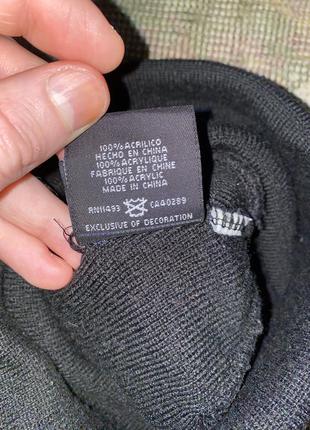 100% ACRILICO
HECHO EN CHINA
100% ACRYLIQUE
FABRIQUE EN CHINE
100% ACRYLIC
MADE IN CHINA
RN11493 CA40289
EXCLUSIVE OF DECORATION